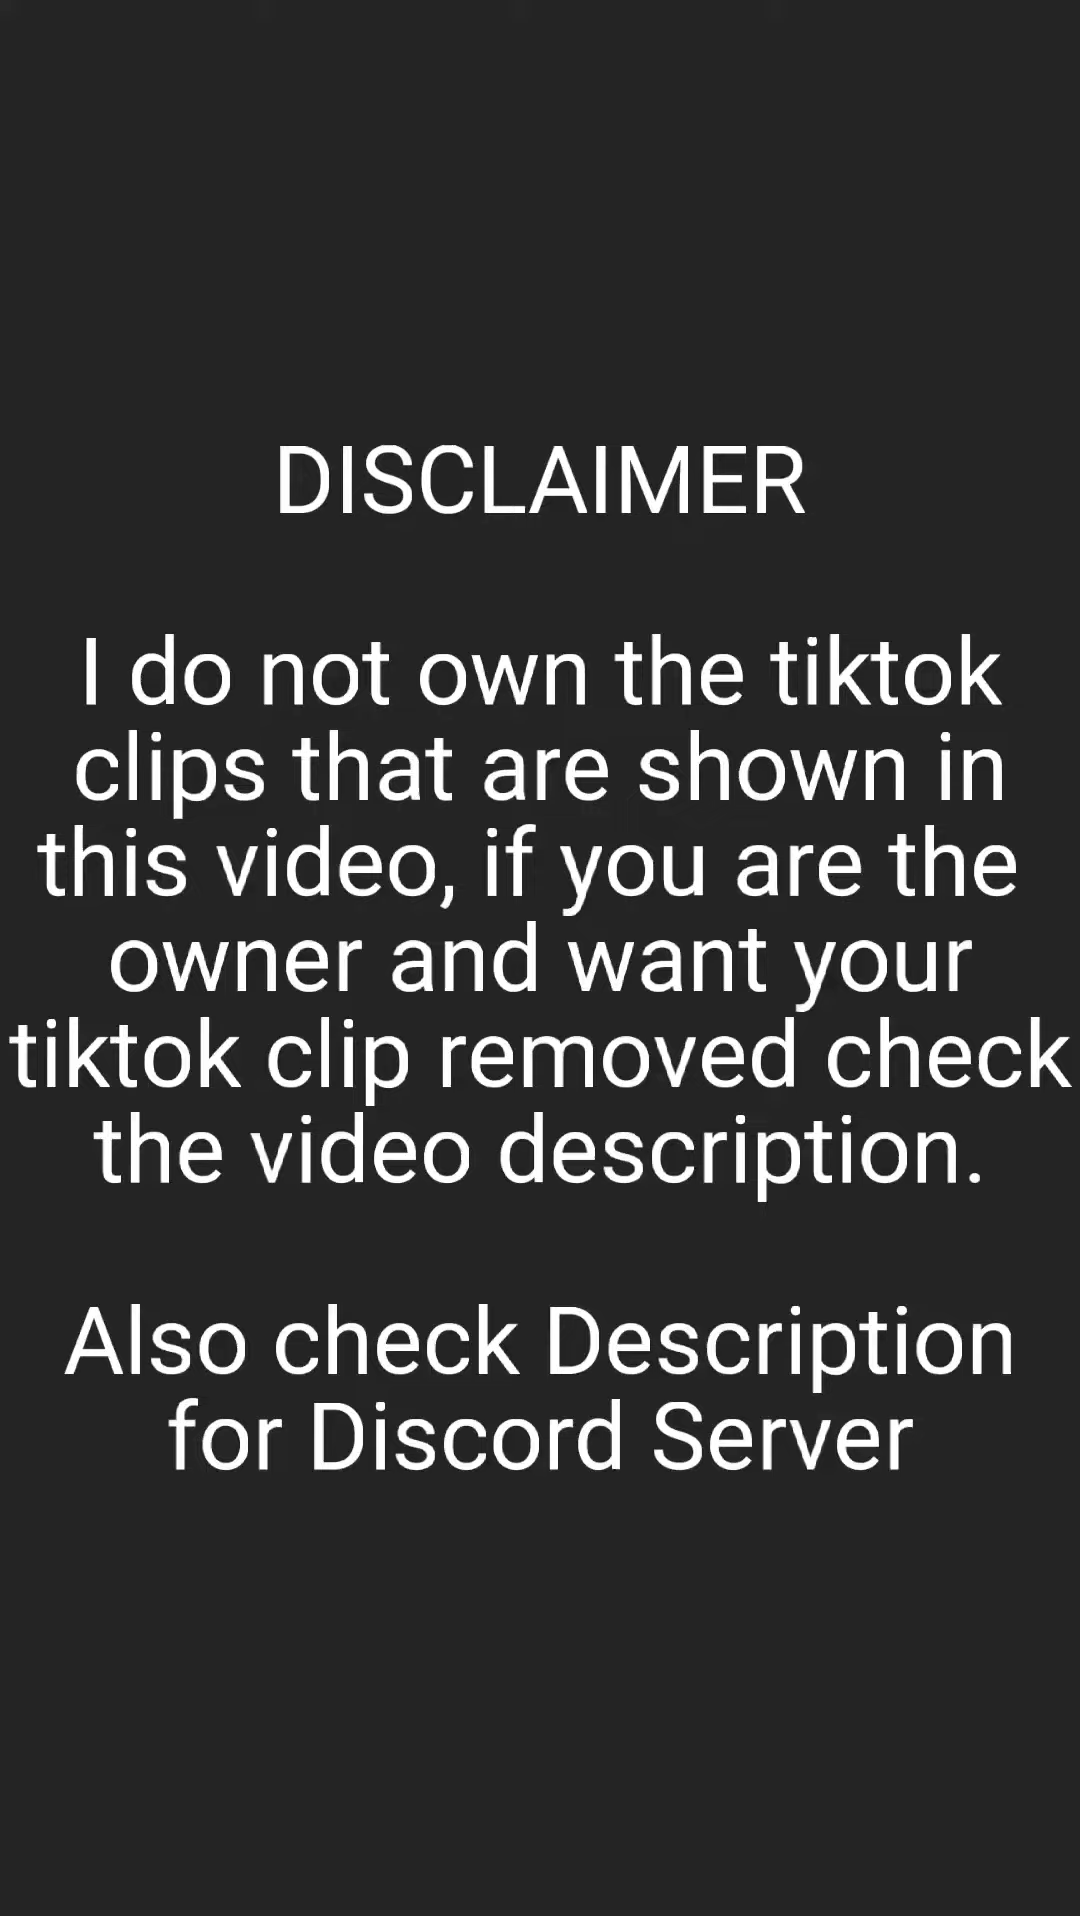 DISCLAIMER
I do not own the tiktok
clips that are shown in
this video, if you are the
owner and want your
tiktok clip removed check
the video description.
Also check Description
for Discord Server